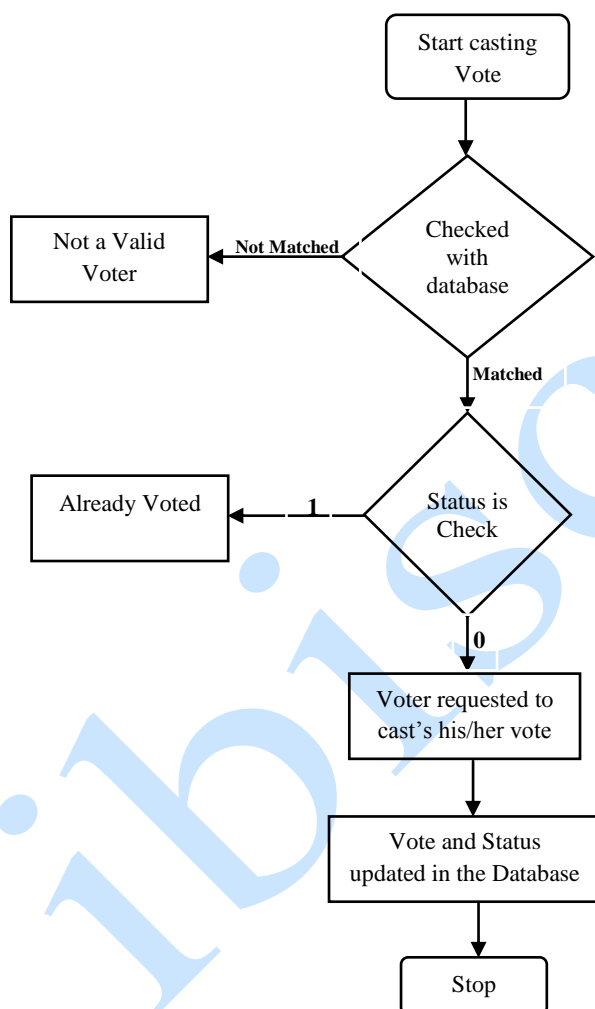 Start casting
Vote
Checked
with
database
Not Matched
Not a Valid
Voter
Matched
Status is
Check
1
Already Voted
0
Voter requested to
cast's his/her vote
Vote and Status
updated in the Database
Stop
ibisc